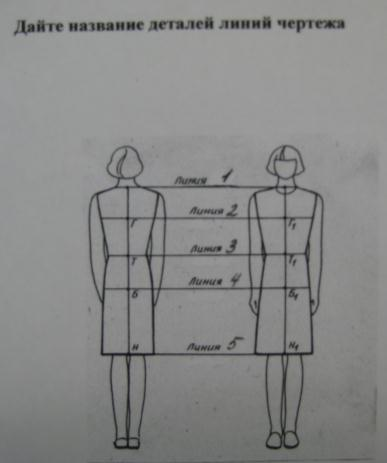 Дайте название деталей линий чертежа
Линия 1
Линия 2
Г Г₁
Линия 3
Т Т₁
Линия 4
Б Б₁
Линия 5
Н Н₁